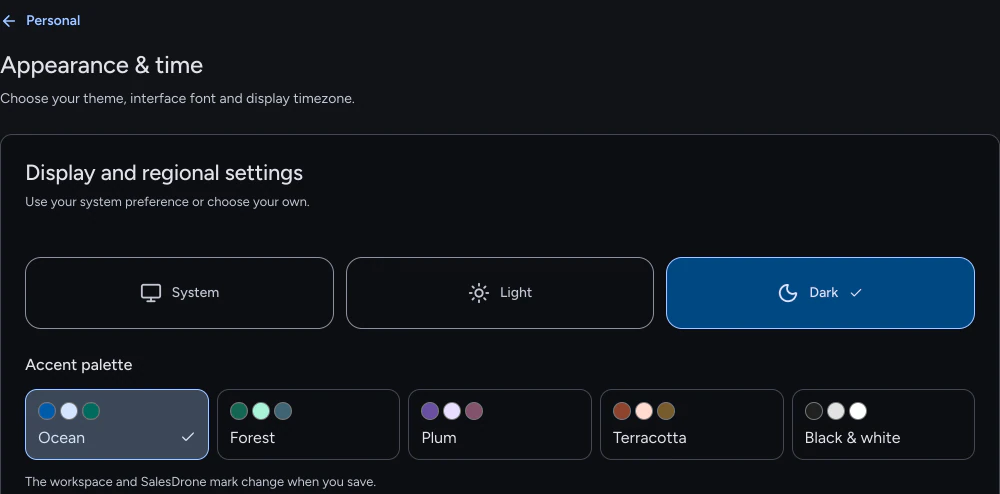 Personal
Appearance & time
Choose your theme, interface font and display timezone.
Display and regional settings
Use your system preference or choose your own.
System
Light
Dark
Accent palette
Ocean
Forest
Plum
Terracotta
Black & white
The workspace and SalesDrone mark change when you save.